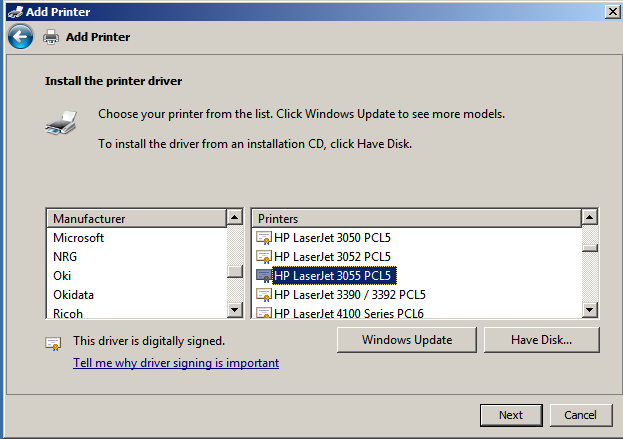 Add Printer
Add Printer
Install the printer driver
Choose your printer from the list. Click Windows Update to see more models.
To install the driver from an installation CD, click Have Disk.
Manufacturer
Microsoft
NRG
Oki
Okidata
Ricoh
Printers
HP LaserJet 3050 PCL5
HP LaserJet 3052 PCL5
HP LaserJet 3055 PCL5
HP LaserJet 3390 / 3392 PCL5
HP LaserJet 4100 Series PCL6
This driver is digitally signed.
Tell me why driver signing is important
Windows Update
Have Disk...
Next
Cancel